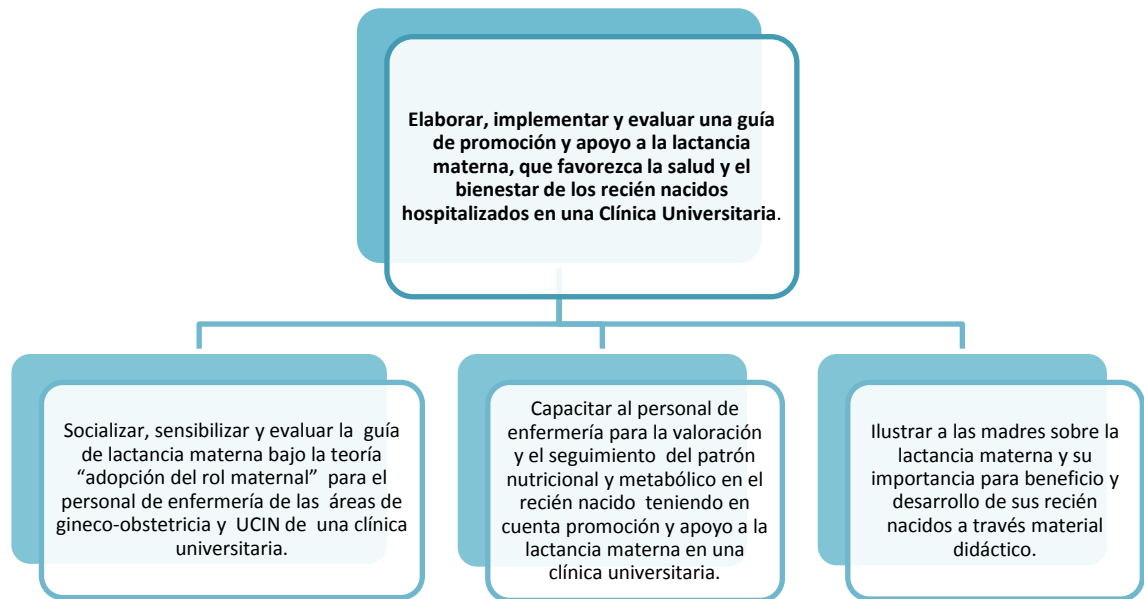 Elaborar, implementar y evaluar una guía
de promoción y apoyo a la lactancia
materna, que favorezca la salud y el
bienestar de los recién nacidos
hospitalizados en una Clínica Universitaria.
Socializar, sensibilizar y evaluar la guía
de lactancia materna bajo la teoría
“adopción del rol maternal” para el
personal de enfermería de las áreas de
gineco-obstetricia y UCIN de una clínica
universitaria.
Capacitar al personal de
enfermería para la valoración
y el seguimiento del patrón
nutricional y metabólico en el
recién nacido teniendo en
cuenta promoción y apoyo a la
lactancia materna en una
clínica universitaria.
Ilustrar a las madres sobre la
lactancia materna y su
importancia para beneficio y
desarrollo de sus recién
nacidos a través material
didáctico.